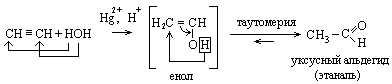 CH≡CH + HOH
Hg²⁺, H⁺
H₂C=CH
O H
енол
таутомерия
CH₃–C
O
H
уксусный альдегид
(этаналь)